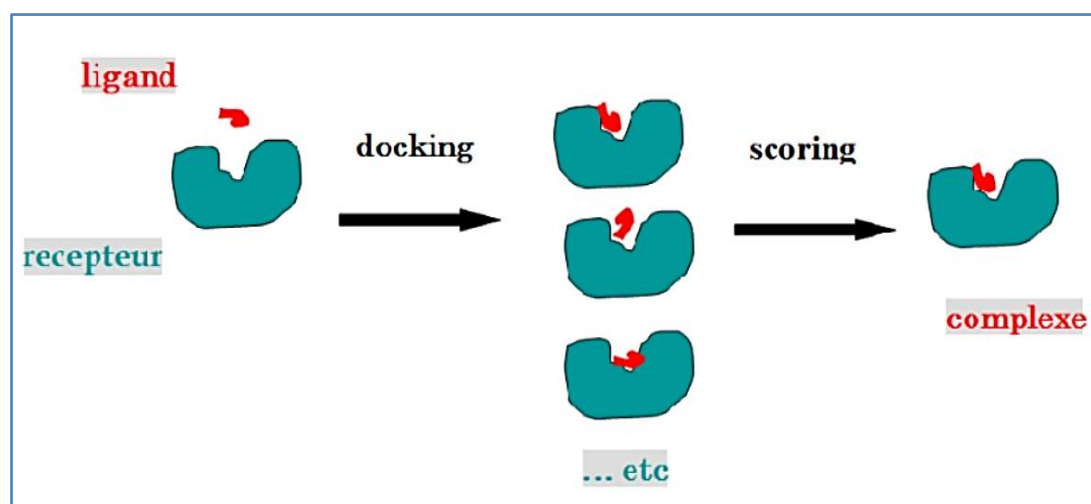 ligand
docking
scoring
recepteur
complexe
... etc